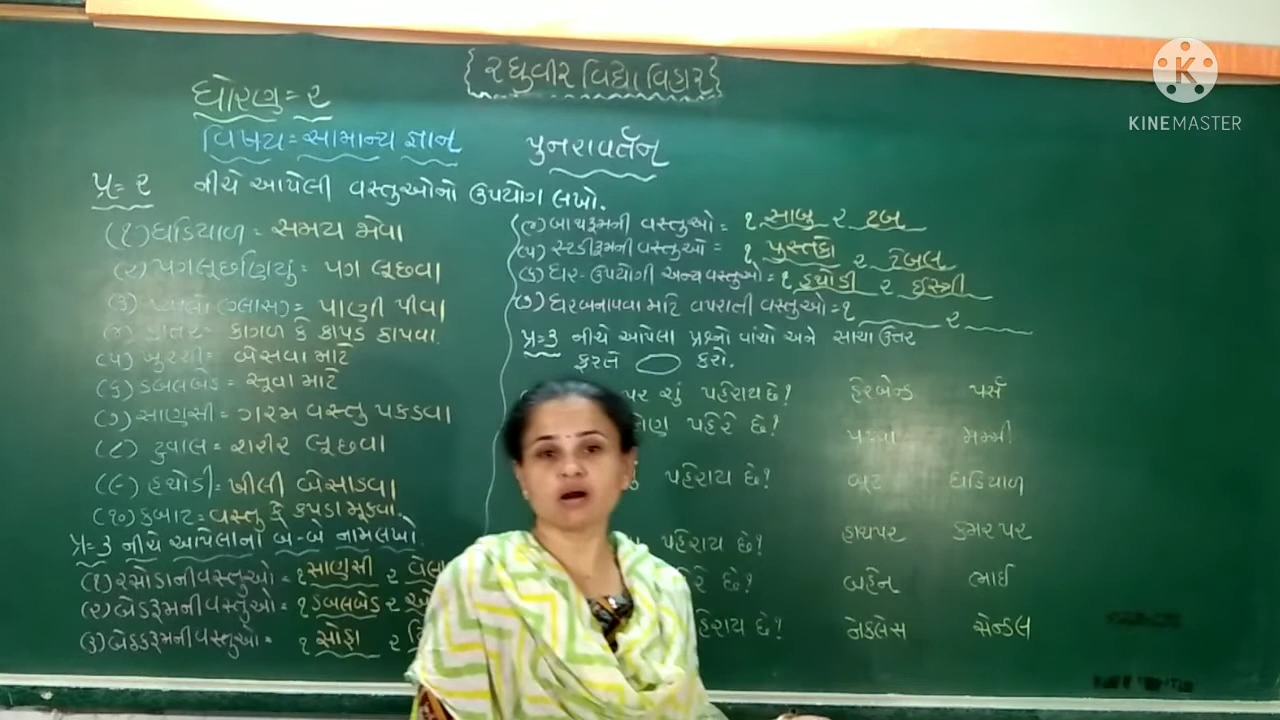 {રઘુવીર વિદ્યા વિહાર}
ધોરણ = ૨
વિષય = સામાન્ય જ્ઞાન
પુનરાવર્તન
પ્ર = ૨ નીચે આપેલી વસ્તુઓનો ઉપયોગ લખો.
(૧) ઘડિયાળ = સમય જોવા
(૨) પગલૂછણિયું = પગ લૂછવા
(૩) પ્યાલો (ગ્લાસ) = પાણી પીવા
(૪) કાતર = કાગળ કે કાપડ કાપવા.
(૫) ખુરશી = બેસવા માટે
(૬) ડબલબેડ = સૂવા માટે
(૭) સાણસી = ગરમ વસ્તુ પકડવા
(૮) ટુવાલ = શરીર લૂછવા
(૯) હથોડી = ખીલી બેસાડવા
(૧૦) કબાટ = વસ્તુ કે કપડા મૂકવા.
પ્ર = ૩ નીચે આપેલાના બે-બે નામ લખો.
(૧) રસોડાની વસ્તુઓ = ૧ સાણસી ૨ વેલ
(૨) બેડરૂમની વસ્તુઓ = ૧ ડબલબેડ ૨ ઓ
(૩) બેઠકરૂમની વસ્તુઓ = ૧ સોફા ૨
(૪) બાથરૂમની વસ્તુઓ = ૧ સાબુ ૨ ટબ
(૫) સ્ટડીરૂમની વસ્તુઓ = ૧ પુસ્તકો ૨ ટેબલ
(૬) ઘર-ઉપયોગી અન્ય વસ્તુઓ = ૧ હથોડી ૨ ઈસ્ત્રી
(૭) ઘર બનાવવા માટે વપરાતી વસ્તુઓ = ૧ ૨
પ્ર = ૩ નીચે આપેલા પ્રશ્નો વાંચો અને સાચા ઉત્તર
ફરતે કરો.
પર શું પહેરાય છે? હેરબેન્ડ પર્સ
કોણ પહેરે છે? પપ્પા મમ્મી
પહેરાય છે? બૂટ ઘડિયાળ
પહેરાય છે? હાથપર કમરપર
રે છે? બહેન ભાઈ
પહેરાય છે? નેકલેસ સેન્ડલ
KINEMASTER